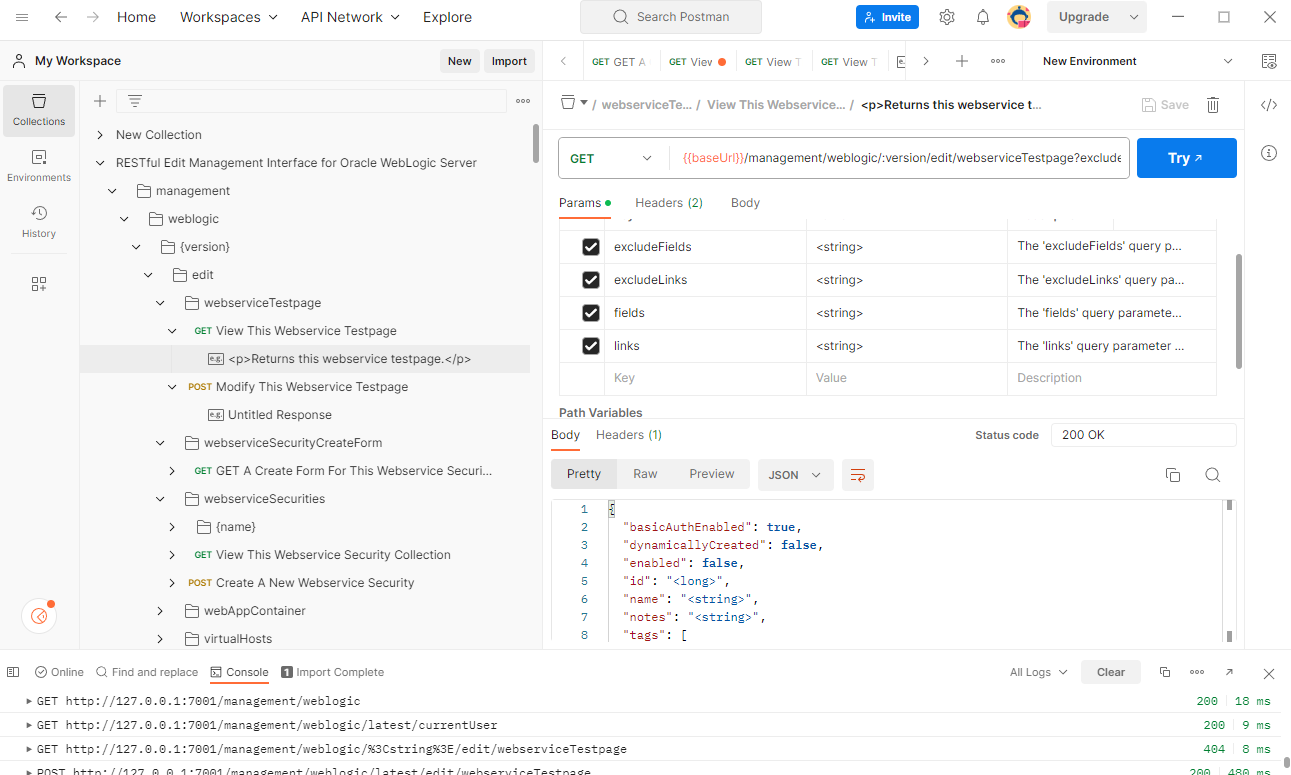 Home Workspaces API Network Explore Search Postman Invite Upgrade
My Workspace New Import GET GET A GET View GET View T GET View T New Environment
Collections
Environments
History
New Collection
RESTful Edit Management Interface for Oracle WebLogic Server
management
weblogic
{version}
edit
webserviceTestpage
GET View This Webservice Testpage
e.g. <p>Returns this webservice testpage.</p>
POST Modify This Webservice Testpage
e.g. Untitled Response
webserviceSecurityCreateForm
GET GET A Create Form For This Webservice Securi...
webserviceSecurities
{name}
GET View This Webservice Security Collection
POST Create A New Webservice Security
webAppContainer
virtualHosts
/ webserviceTe... / View This Webservice... / <p>Returns this webservice t... Save
GET {{baseUrl}}/management/weblogic/:version/edit/webserviceTestpage?exclude Try
Params Headers (2) Body
excludeFields <string> The 'excludeFields' query p...
excludeLinks <string> The 'excludeLinks' query pa...
fields <string> The 'fields' query paramete...
links <string> The 'links' query parameter ...
Key Value Description
Path Variables
Body Headers (1) Status code 200 OK
Pretty Raw Preview JSON
1 {
2 "basicAuthEnabled": true,
3 "dynamicallyCreated": false,
4 "enabled": false,
5 "id": "<long>",
6 "name": "<string>",
7 "notes": "<string>",
8 "tags": [
Online Find and replace Console 1 Import Complete All Logs Clear
GET http://127.0.0.1:7001/management/weblogic 200 18 ms
GET http://127.0.0.1:7001/management/weblogic/latest/currentUser 200 9 ms
GET http://127.0.0.1:7001/management/weblogic/%3Cstring%3E/edit/webserviceTestpage 404 8 ms
POST http://127.0.0.1:7001/management/weblogic/latest/edit/webserviceTestpage 200 480 ms